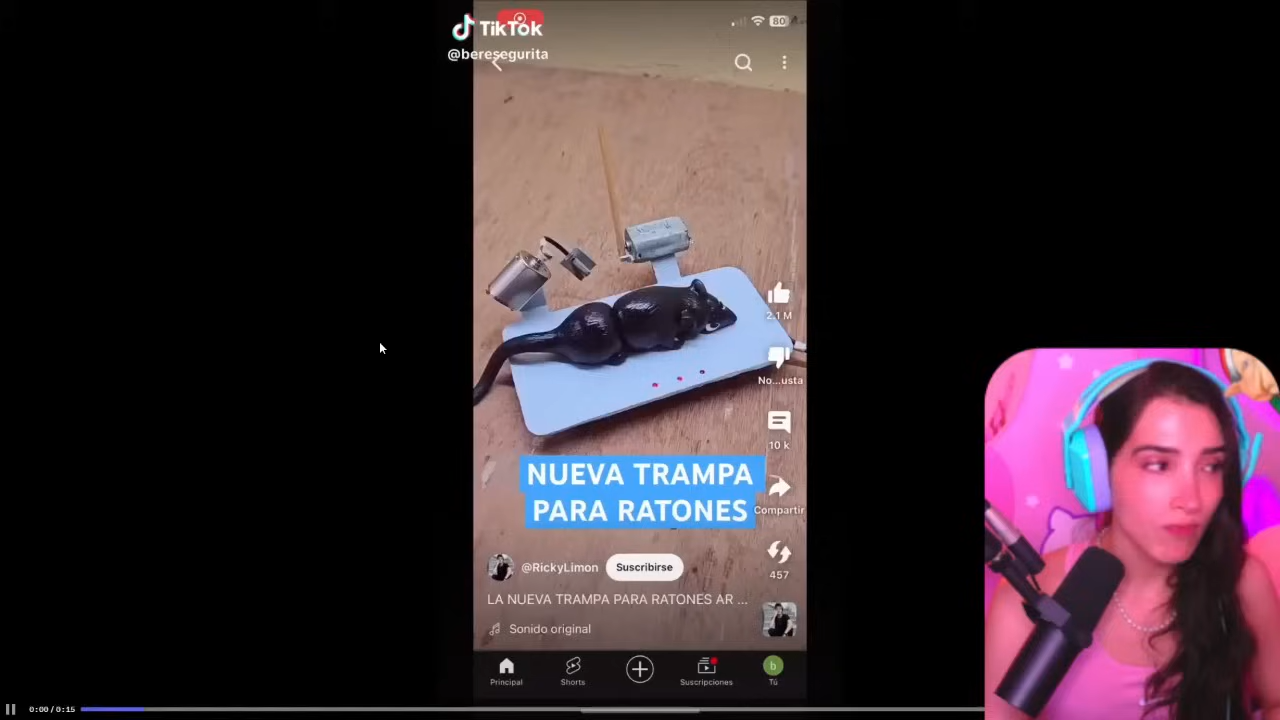 TikTok
80
@beresegurita
2.1 M
No...usta
10 k
NUEVA TRAMPA
PARA RATONES
Compartir
@RickyLimon
Suscribirse
457
LA NUEVA TRAMPA PARA RATONES AR ...
Sonido original
Principal
Shorts
Suscripciones
b
Tú
0:00 / 0:15